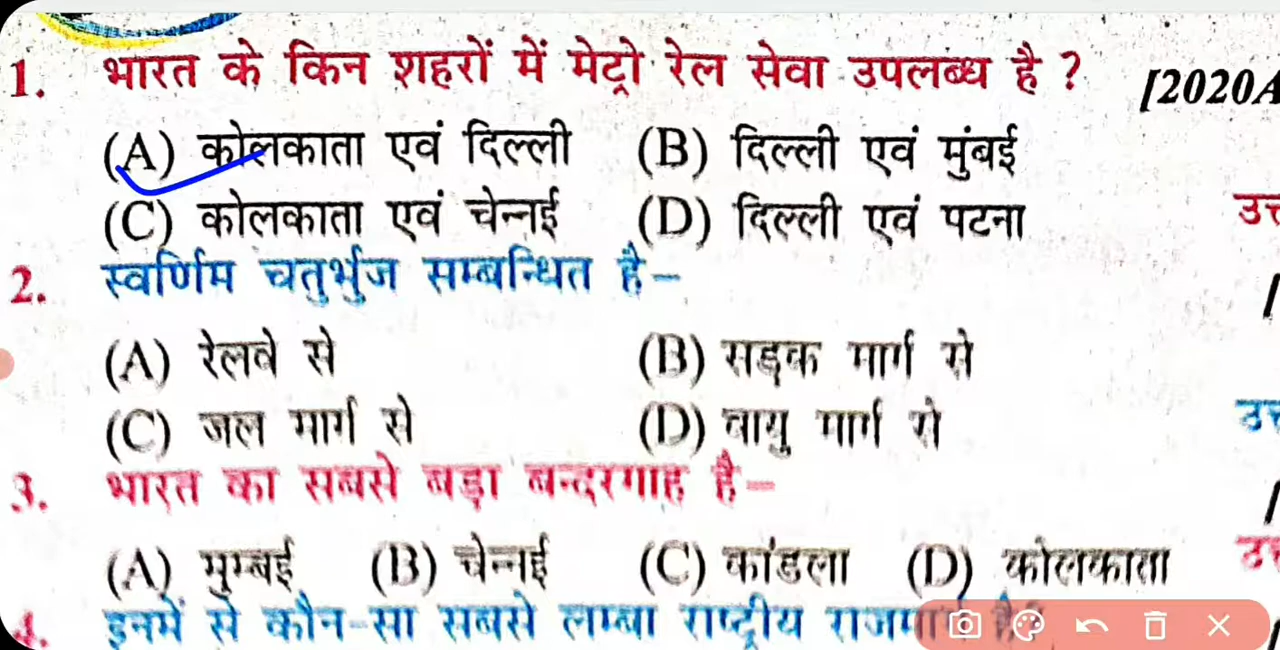 1. भारत के किन शहरों में मेट्रो रेल सेवा उपलब्ध है ? [2020A
(A) कोलकाता एवं दिल्ली (B) दिल्ली एवं मुंबई
(C) कोलकाता एवं चेन्नई (D) दिल्ली एवं पटना
2. स्वर्णिम चतुर्भुज सम्बन्धित है–
(A) रेलवे से (B) सड़क मार्ग से
(C) जल मार्ग से (D) वायु मार्ग से
3. भारत का सबसे बड़ा बन्दरगाह है–
(A) मुम्बई (B) चेन्नई (C) कांडला (D) कोलकाता
4. इनमें से कौन-सा सबसे लम्बा राष्ट्रीय